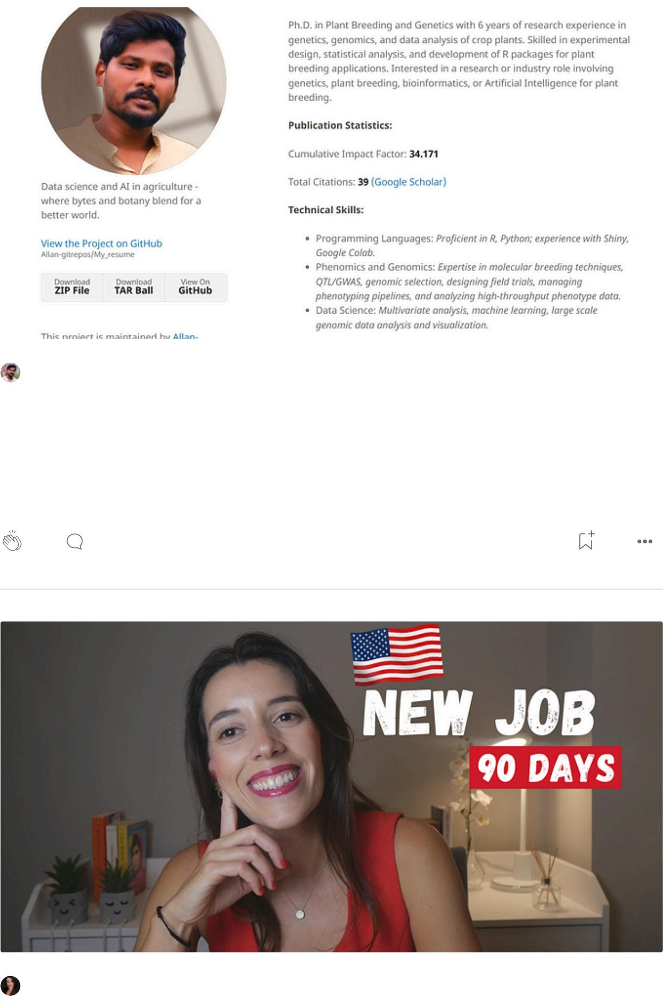 Ph.D. in Plant Breeding and Genetics with 6 years of research experience in
genetics, genomics, and data analysis of crop plants. Skilled in experimental
design, statistical analysis, and development of R packages for plant
breeding applications. Interested in a research or industry role involving
genetics, plant breeding, bioinformatics, or Artificial Intelligence for plant
breeding.
Publication Statistics:
Cumulative Impact Factor: 34.171
Total Citations: 39 (Google Scholar)
Technical Skills:
• Programming Languages: Proficient in R, Python; experience with Shiny,
Google Colab.
• Phenomics and Genomics: Expertise in molecular breeding techniques,
QTL/GWAS, genomic selection, designing field trials, managing
phenotyping pipelines, and analyzing high-throughput phenotype data.
• Data Science: Multivariate analysis, machine learning, large scale
genomic data analysis and visualization.
Data science and AI in agriculture -
where bytes and botany blend for a
better world.
View the Project on GitHub
Allan-gitrepos/My_resume
Download
ZIP File
Download
TAR Ball
View On
GitHub
This project is maintained by Allan-
NEW JOB
90 DAYS